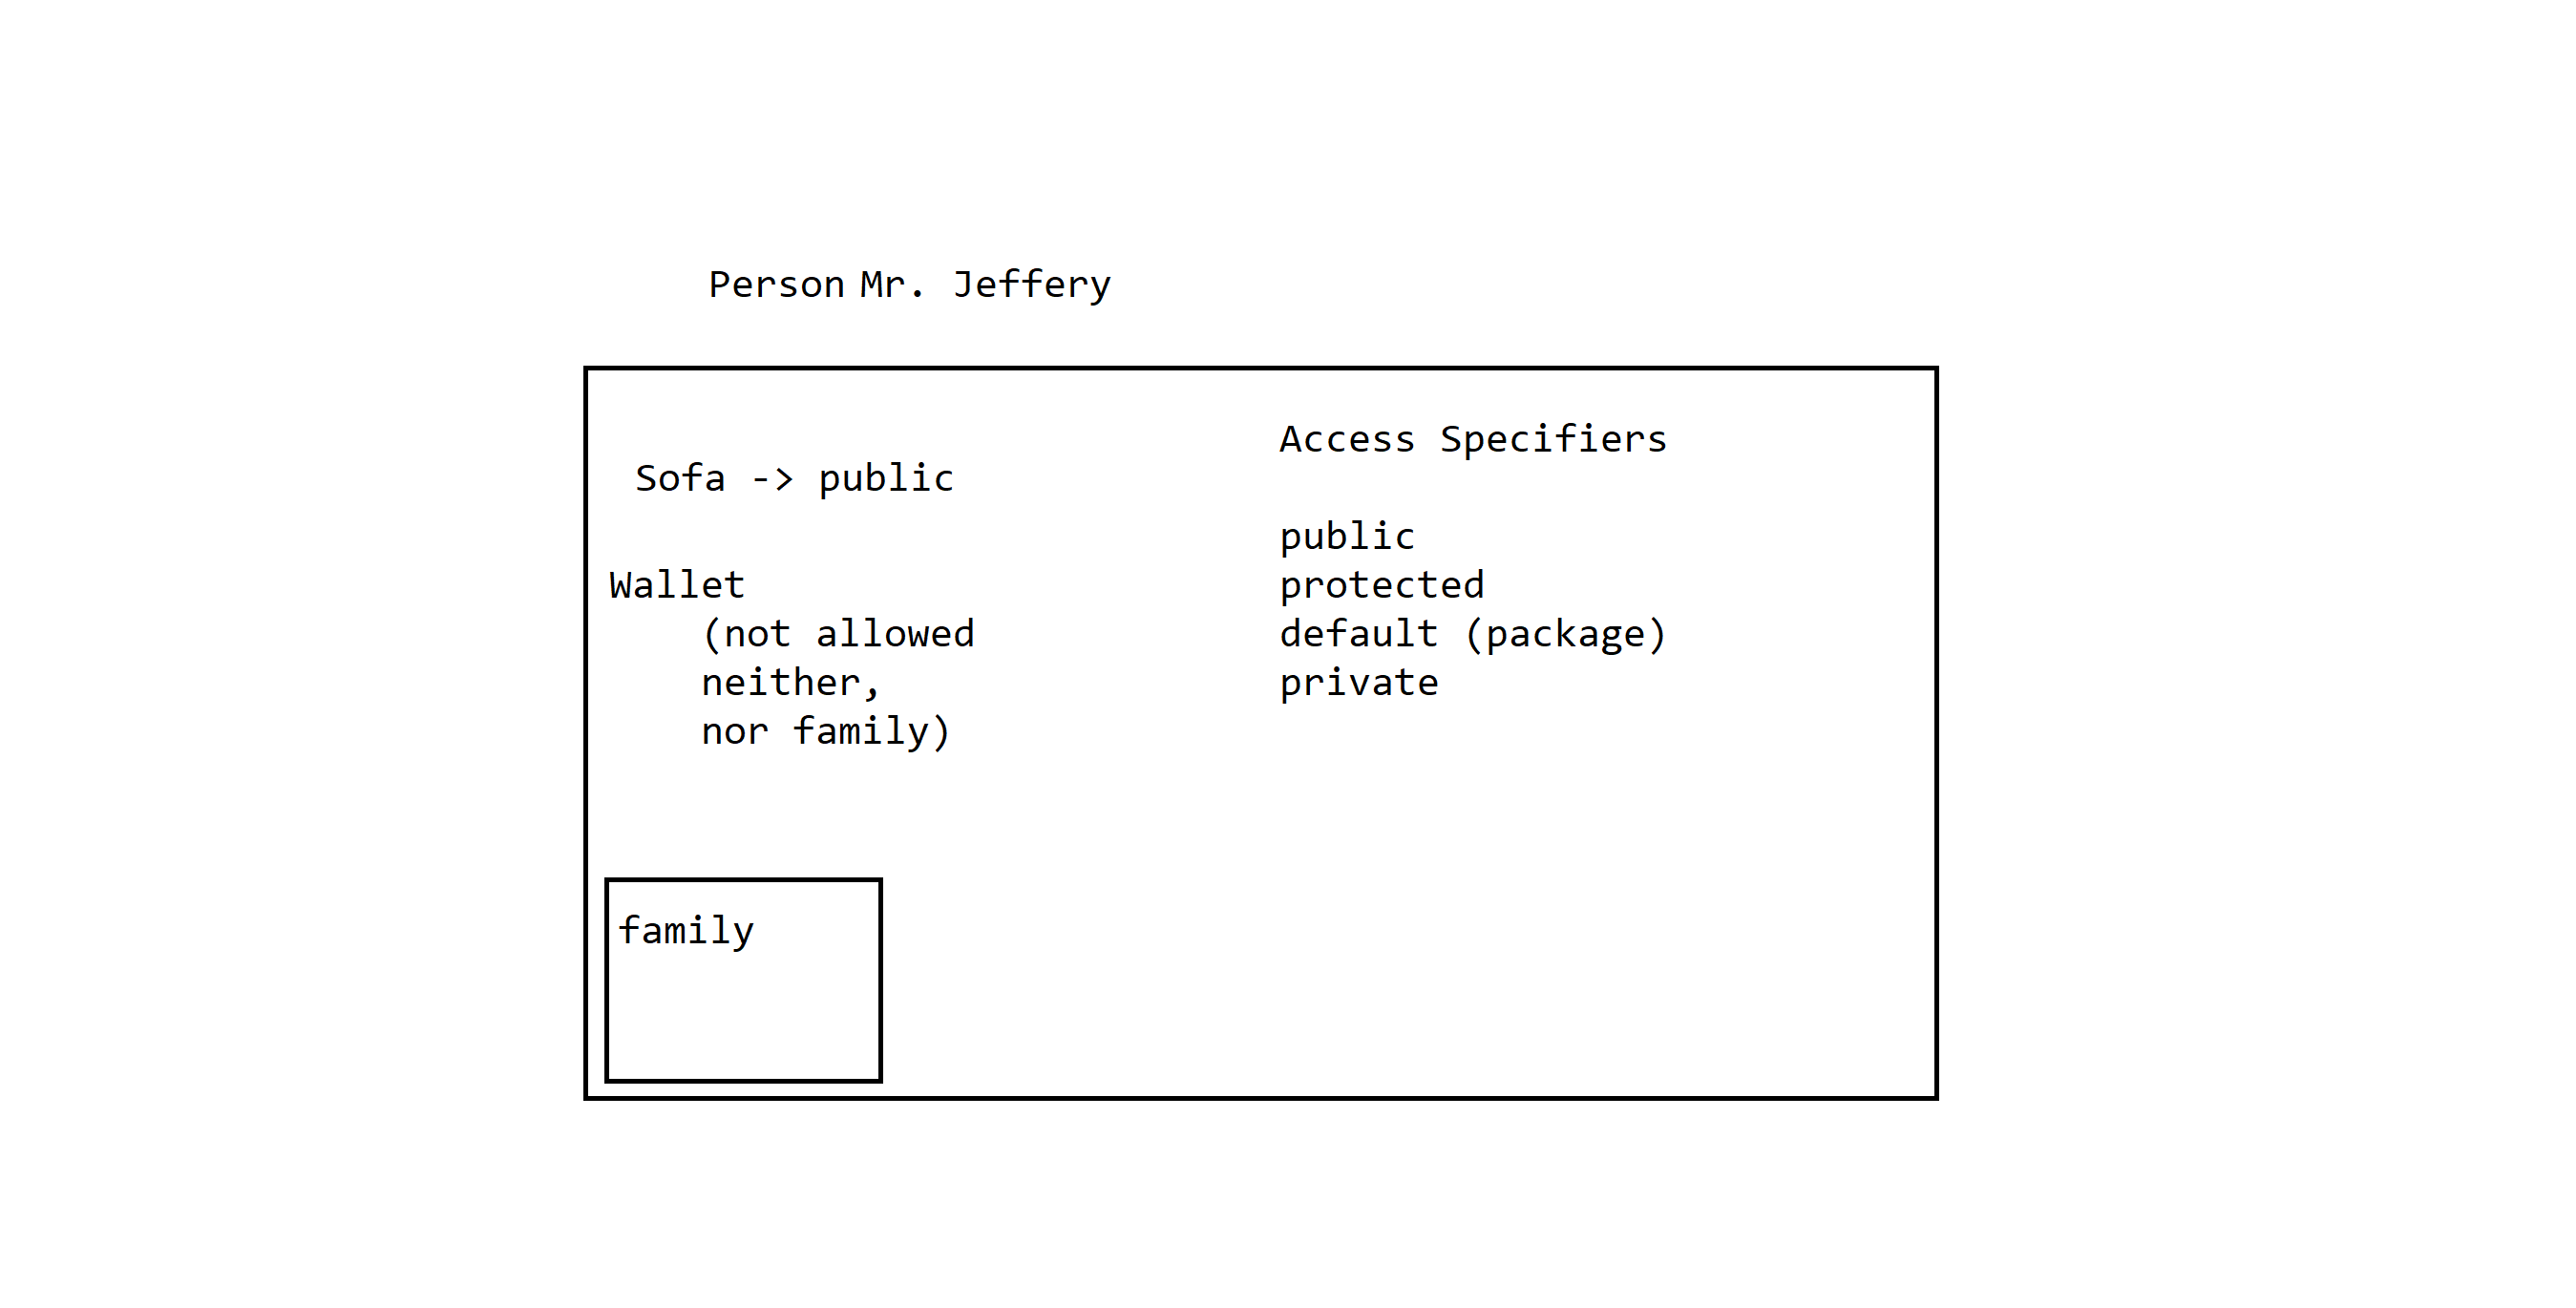 Person Mr. Jeffery
Sofa -> public
Wallet
(not allowed
neither,
nor family)
family
Access Specifiers
public
protected
default (package)
private